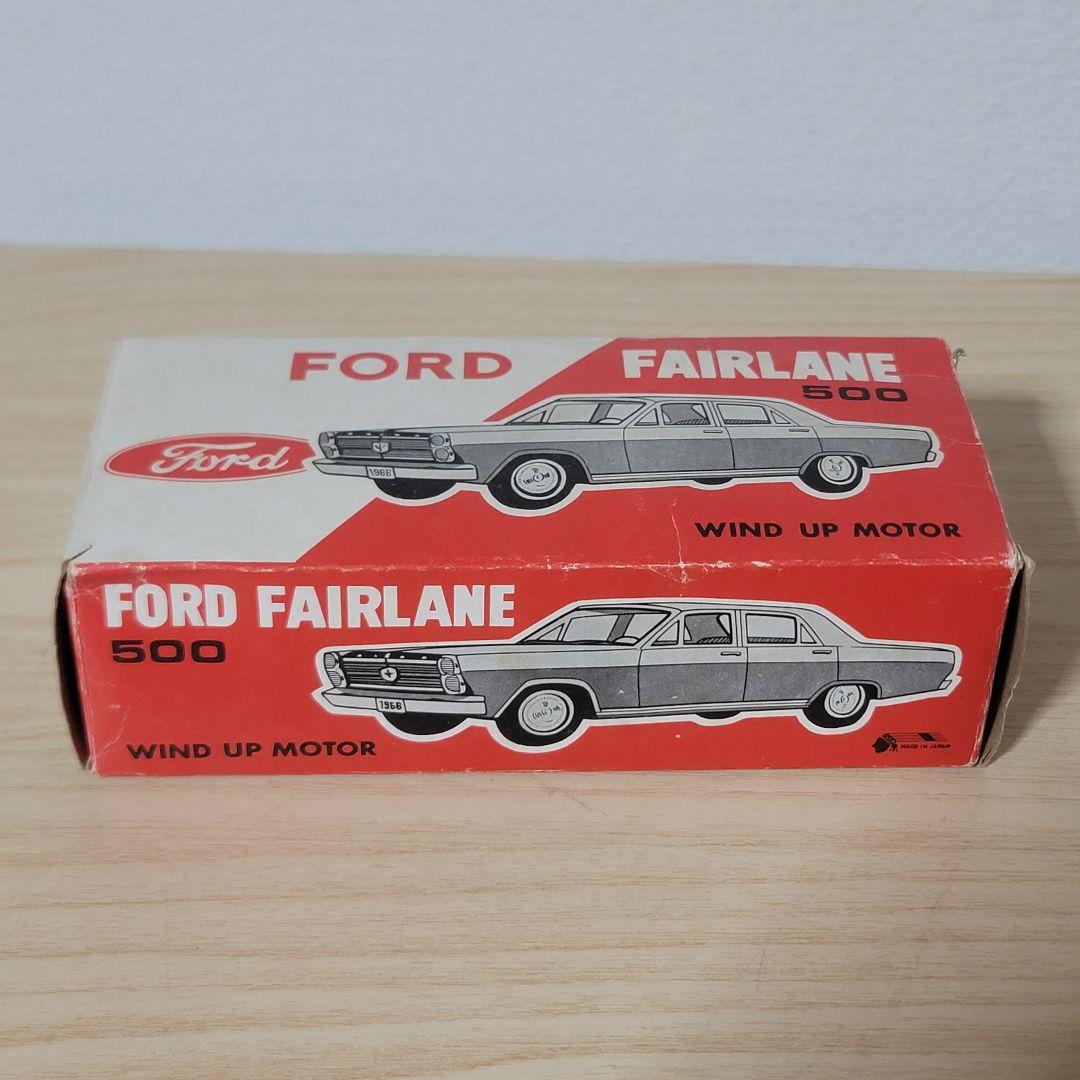 FORD FAIRLANE
500
Ford
1966
WIND UP MOTOR
FORD FAIRLANE
500
1966
WIND UP MOTOR
MADE IN JAPAN